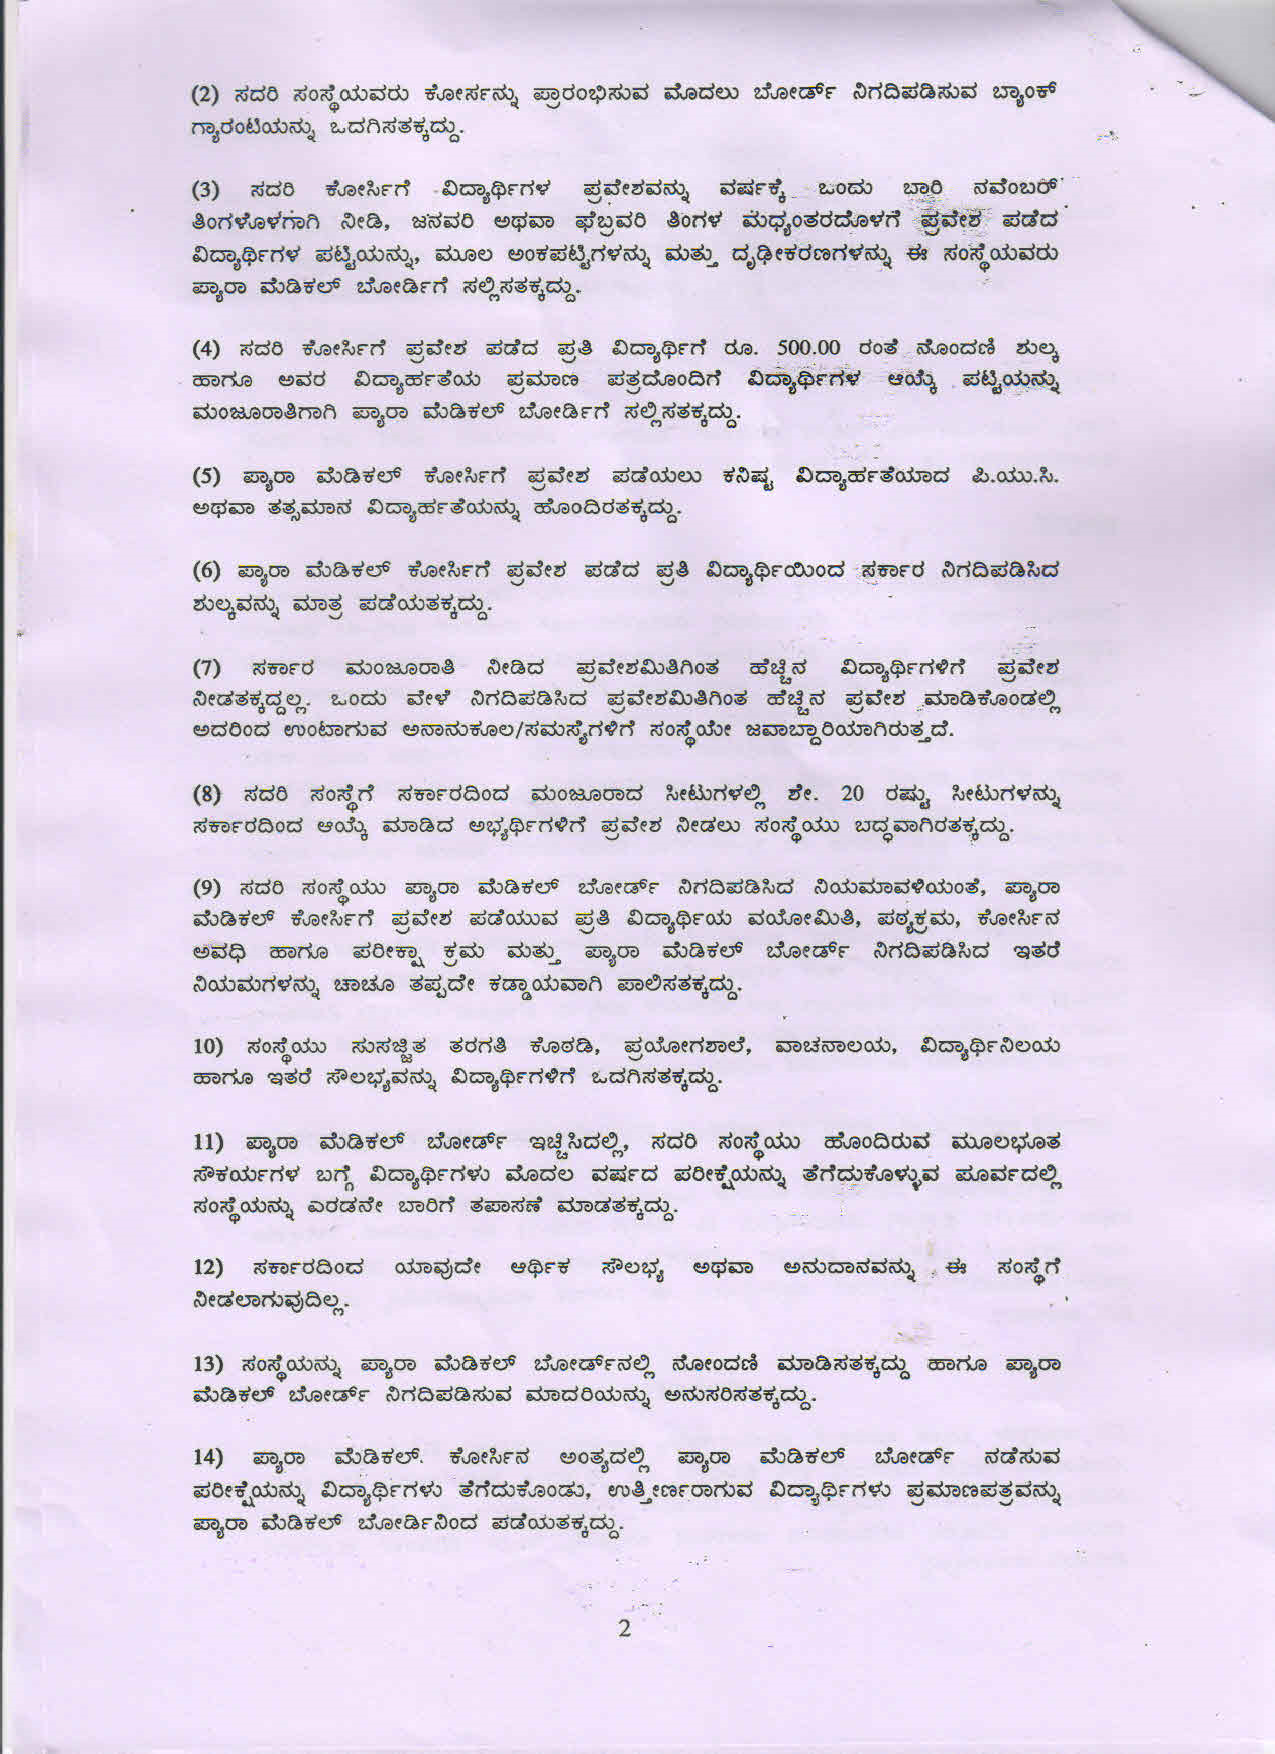 (2) ಸದರಿ ಸಂಸ್ಥೆಯವರು ಕೋರ್ಸನ್ನು ಪ್ರಾರಂಭಿಸುವ ಮೊದಲು ಬೋರ್ಡ್ ನಿಗದಿಪಡಿಸುವ ಬ್ಯಾಂಕ್
ಗ್ಯಾರಂಟಿಯನ್ನು ಒದಗಿಸತಕ್ಕದ್ದು.
(3) ಸದರಿ ಕೋರ್ಸಿಗೆ ವಿದ್ಯಾರ್ಥಿಗಳ ಪ್ರವೇಶವನ್ನು ವರ್ಷಕ್ಕೆ ಒಂದು ಬ್ಲಾರಿ ನವೆಂಬರ್
ತಿಂಗಳೊಳಗಾಗಿ ನೀಡಿ, ಜನವರಿ ಅಥವಾ ಫೆಬ್ರವರಿ ತಿಂಗಳ ಮಧ್ಯಂತರದೊಳಗೆ ಪ್ರವೇಶ ಪಡೆದ
ವಿದ್ಯಾರ್ಥಿಗಳ ಪಟ್ಟಿಯನ್ನು, ಮೂಲ ಅಂಕಪಟ್ಟಿಗಳನ್ನು ಮತ್ತು ದೃಢೀಕರಣಗಳನ್ನು ಈ ಸಂಸ್ಥೆಯವರು
ಪ್ಯಾರಾ ಮೆಡಿಕಲ್ ಬೋರ್ಡಿಗೆ ಸಲ್ಲಿಸತಕ್ಕದ್ದು.
(4) ಸದರಿ ಕೋರ್ಸಿಗೆ ಪ್ರವೇಶ ಪಡೆದ ಪ್ರತಿ ವಿದ್ಯಾರ್ಥಿಗೆ ರೂ. 500.00 ರಂತೆ ನೊಂದಣಿ ಶುಲ್ಕ
ಹಾಗೂ ಅವರ ವಿದ್ಯಾರ್ಹತೆಯ ಪ್ರಮಾಣ ಪತ್ರದೊಂದಿಗೆ ವಿದ್ಯಾರ್ಥಿಗಳ ಆಯ್ಕೆ ಪಟ್ಟಿಯನ್ನು
ಮಂಜೂರಾತಿಗಾಗಿ ಪ್ಯಾರಾ ಮೆಡಿಕಲ್ ಬೋರ್ಡಿಗೆ ಸಲ್ಲಿಸತಕ್ಕದ್ದು.
(5) ಪ್ಯಾರಾ ಮೆಡಿಕಲ್ ಕೋರ್ಸಿಗೆ ಪ್ರವೇಶ ಪಡೆಯಲು ಕನಿಷ್ಟ ವಿದ್ಯಾರ್ಹತೆಯಾದ ಪಿ.ಯು.ಸಿ.
ಅಥವಾ ತತ್ಸಮಾನ ವಿದ್ಯಾರ್ಹತೆಯನ್ನು ಹೊಂದಿರತಕ್ಕದ್ದು.
(6) ಪ್ಯಾರಾ ಮೆಡಿಕಲ್ ಕೋರ್ಸಿಗೆ ಪ್ರವೇಶ ಪಡೆದ ಪ್ರತಿ ವಿದ್ಯಾರ್ಥಿಯಿಂದ ಸರ್ಕಾರ ನಿಗದಿಪಡಿಸಿದ
ಶುಲ್ಕವನ್ನು ಮಾತ್ರ ಪಡೆಯತಕ್ಕದ್ದು.
(7) ಸರ್ಕಾರ ಮಂಜೂರಾತಿ ನೀಡಿದ ಪ್ರವೇಶಮಿತಿಗಿಂತ ಹೆಚ್ಚಿನ ವಿದ್ಯಾರ್ಥಿಗಳಿಗೆ ಪ್ರವೇಶ
ನೀಡತಕ್ಕದ್ದಲ್ಲ. ಒಂದು ವೇಳೆ ನಿಗದಿಪಡಿಸಿದ ಪ್ರವೇಶಮಿತಿಗಿಂತ ಹೆಚ್ಚಿನ ಪ್ರವೇಶ ಮಾಡಿಕೊಂಡಲ್ಲಿ
ಅದರಿಂದ ಉಂಟಾಗುವ ಅನಾನುಕೂಲ/ಸಮಸ್ಯೆಗಳಿಗೆ ಸಂಸ್ಥೆಯೇ ಜವಾಬ್ದಾರಿಯಾಗಿರುತ್ತದೆ.
(8) ಸದರಿ ಸಂಸ್ಥೆಗೆ ಸರ್ಕಾರದಿಂದ ಮಂಜೂರಾದ ಸೀಟುಗಳಲ್ಲಿ ಶೇ. 20 ರಷ್ಟು ಸೀಟುಗಳನ್ನು
ಸರ್ಕಾರದಿಂದ ಆಯ್ಕೆ ಮಾಡಿದ ಅಭ್ಯರ್ಥಿಗಳಿಗೆ ಪ್ರವೇಶ ನೀಡಲು ಸಂಸ್ಥೆಯು ಬದ್ಧವಾಗಿರತಕ್ಕದ್ದು.
(9) ಸದರಿ ಸಂಸ್ಥೆಯು ಪ್ಯಾರಾ ಮೆಡಿಕಲ್ ಬೋರ್ಡ್ ನಿಗದಿಪಡಿಸಿದ ನಿಯಮಾವಳಿಯಂತೆ, ಪ್ಯಾರಾ
ಮೆಡಿಕಲ್ ಕೋರ್ಸಿಗೆ ಪ್ರವೇಶ ಪಡೆಯುವ ಪ್ರತಿ ವಿದ್ಯಾರ್ಥಿಯ ವಯೋಮಿತಿ, ಪಠ್ಯಕ್ರಮ, ಕೋರ್ಸಿನ
ಅವಧಿ ಹಾಗೂ ಪರೀಕ್ಷಾ ಕ್ರಮ ಮತ್ತು ಪ್ಯಾರಾ ಮೆಡಿಕಲ್ ಬೋರ್ಡ್ ನಿಗದಿಪಡಿಸಿದ ಇತರೆ
ನಿಯಮಗಳನ್ನು ಚಾಚೂ ತಪ್ಪದೇ ಕಡ್ಡಾಯವಾಗಿ ಪಾಲಿಸತಕ್ಕದ್ದು.
10) ಸಂಸ್ಥೆಯು ಸುಸಜ್ಜಿತ ತರಗತಿ ಕೊಠಡಿ, ಪ್ರಯೋಗಶಾಲೆ, ವಾಚನಾಲಯ, ವಿದ್ಯಾರ್ಥಿನಿಲಯ
ಹಾಗೂ ಇತರೆ ಸೌಲಭ್ಯವನ್ನು ವಿದ್ಯಾರ್ಥಿಗಳಿಗೆ ಒದಗಿಸತಕ್ಕದ್ದು.
11) ಪ್ಯಾರಾ ಮೆಡಿಕಲ್ ಬೋರ್ಡ್ ಇಚ್ಚಿಸಿದಲ್ಲಿ, ಸದರಿ ಸಂಸ್ಥೆಯು ಹೊಂದಿರುವ ಮೂಲಭೂತ
ಸೌಕರ್ಯಗಳ ಬಗ್ಗೆ ವಿದ್ಯಾರ್ಥಿಗಳು ಮೊದಲ ವರ್ಷದ ಪರೀಕ್ಷೆಯನ್ನು ತೆಗೆದುಕೊಳ್ಳುವ ಪೂರ್ವದಲ್ಲಿ
ಸಂಸ್ಥೆಯನ್ನು ಎರಡನೇ ಬಾರಿಗೆ ತಪಾಸಣೆ ಮಾಡತಕ್ಕದ್ದು.
12) ಸರ್ಕಾರದಿಂದ ಯಾವುದೇ ಆರ್ಥಿಕ ಸೌಲಭ್ಯ ಅಥವಾ ಅನುದಾನವನ್ನು ಈ ಸಂಸ್ಥೆಗೆ
ನೀಡಲಾಗುವುದಿಲ್ಲ.
13) ಸಂಸ್ಥೆಯನ್ನು ಪ್ಯಾರಾ ಮೆಡಿಕಲ್ ಬೋರ್ಡ್‌ನಲ್ಲಿ ನೋಂದಣಿ ಮಾಡಿಸತಕ್ಕದ್ದು ಹಾಗೂ ಪ್ಯಾರಾ
ಮೆಡಿಕಲ್ ಬೋರ್ಡ್ ನಿಗದಿಪಡಿಸುವ ಮಾದರಿಯನ್ನು ಅನುಸರಿಸತಕ್ಕದ್ದು.
14) ಪ್ಯಾರಾ ಮೆಡಿಕಲ್. ಕೋರ್ಸಿನ ಅಂತ್ಯದಲ್ಲಿ ಪ್ಯಾರಾ ಮೆಡಿಕಲ್ ಬೋರ್ಡ್ ನಡೆಸುವ
ಪರೀಕ್ಷೆಯನ್ನು ವಿದ್ಯಾರ್ಥಿಗಳು ತೆಗೆದುಕೊಂಡು, ಉತ್ತೀರ್ಣರಾಗುವ ವಿದ್ಯಾರ್ಥಿಗಳು ಪ್ರಮಾಣಪತ್ರವನ್ನು
ಪ್ಯಾರಾ ಮೆಡಿಕಲ್ ಬೋರ್ಡಿನಿಂದ ಪಡೆಯತಕ್ಕದ್ದು.
2